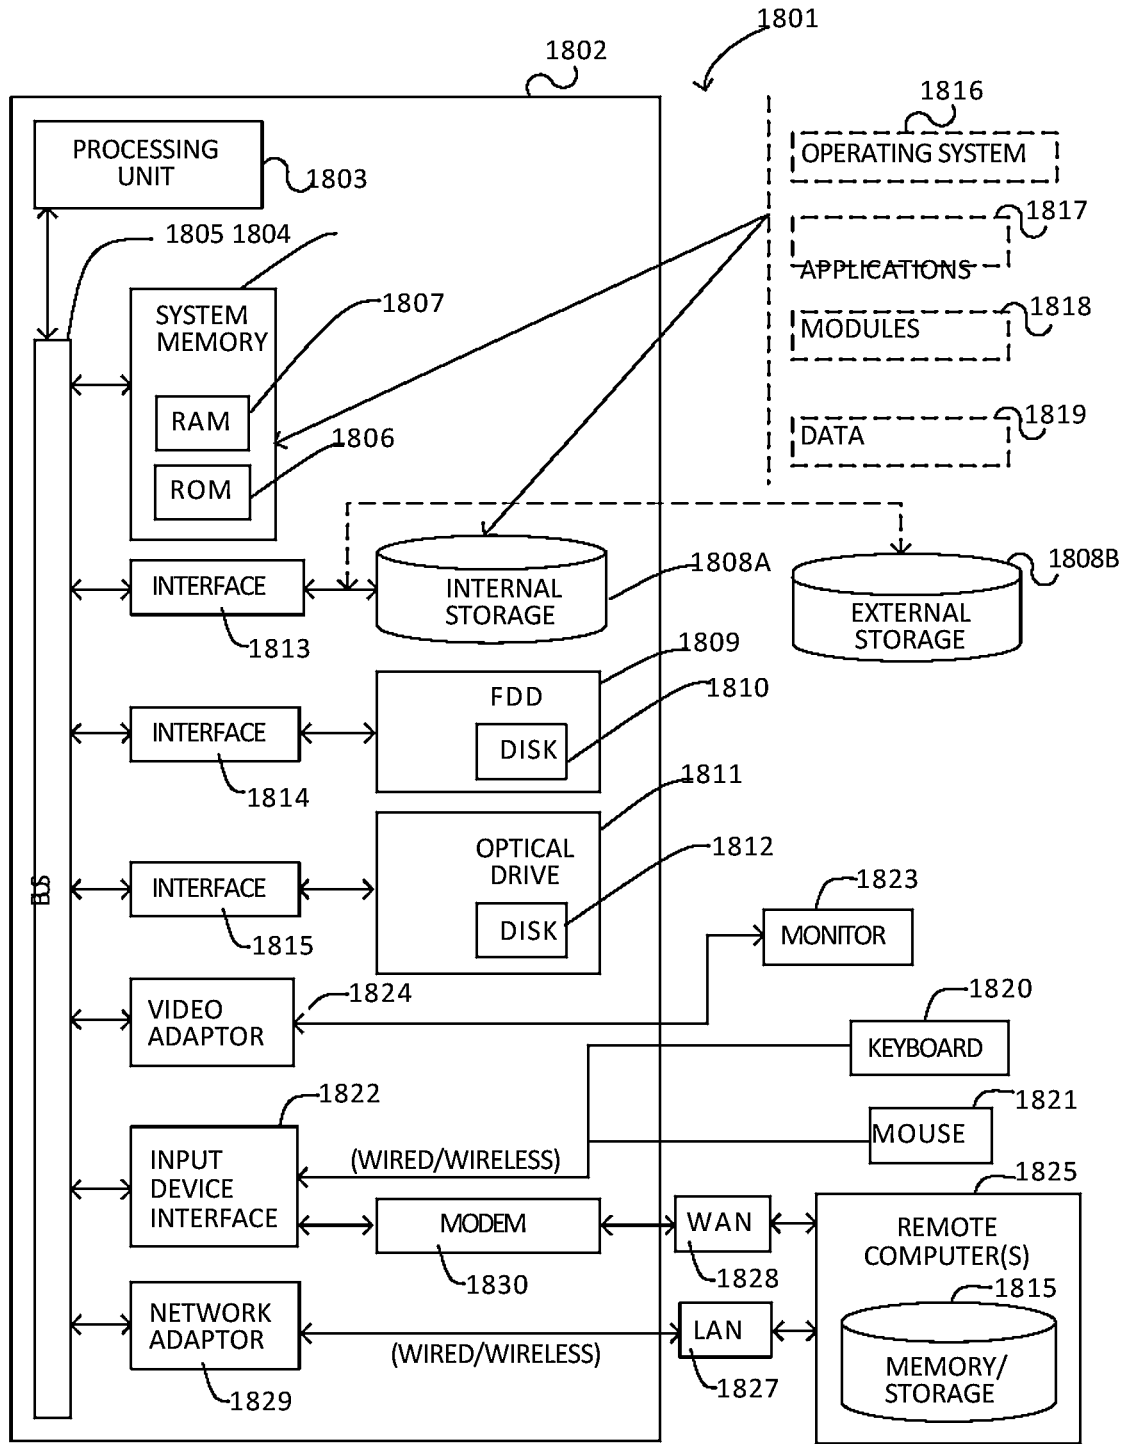 1801
1802
1816
PROCESSING
UNIT
OPERATING SYSTEM
1803
1817
1805 1804
APPLICATIONS
1807
1818
SYSTEM
MEMORY
MODULES
RAM
1819
1806
DATA
ROM
1808A
1808B
INTERFACE
INTERNAL
STORAGE
EXTERNAL
STORAGE
1813
1809
FDD
1810
INTERFACE
DISK
1814
1811
OPTICAL
DRIVE
1812
BUS
INTERFACE
1823
1815
DISK
MONITOR
1824
VIDEO
ADAPTOR
1820
KEYBOARD
1822
1821
MOUSE
INPUT
DEVICE
INTERFACE
(WIRED/WIRELESS)
1825
MODEM
WAN
REMOTE
COMPUTER(S)
1830
1828
1815
NETWORK
ADAPTOR
(WIRED/WIRELESS)
LAN
MEMORY/
STORAGE
1829
1827